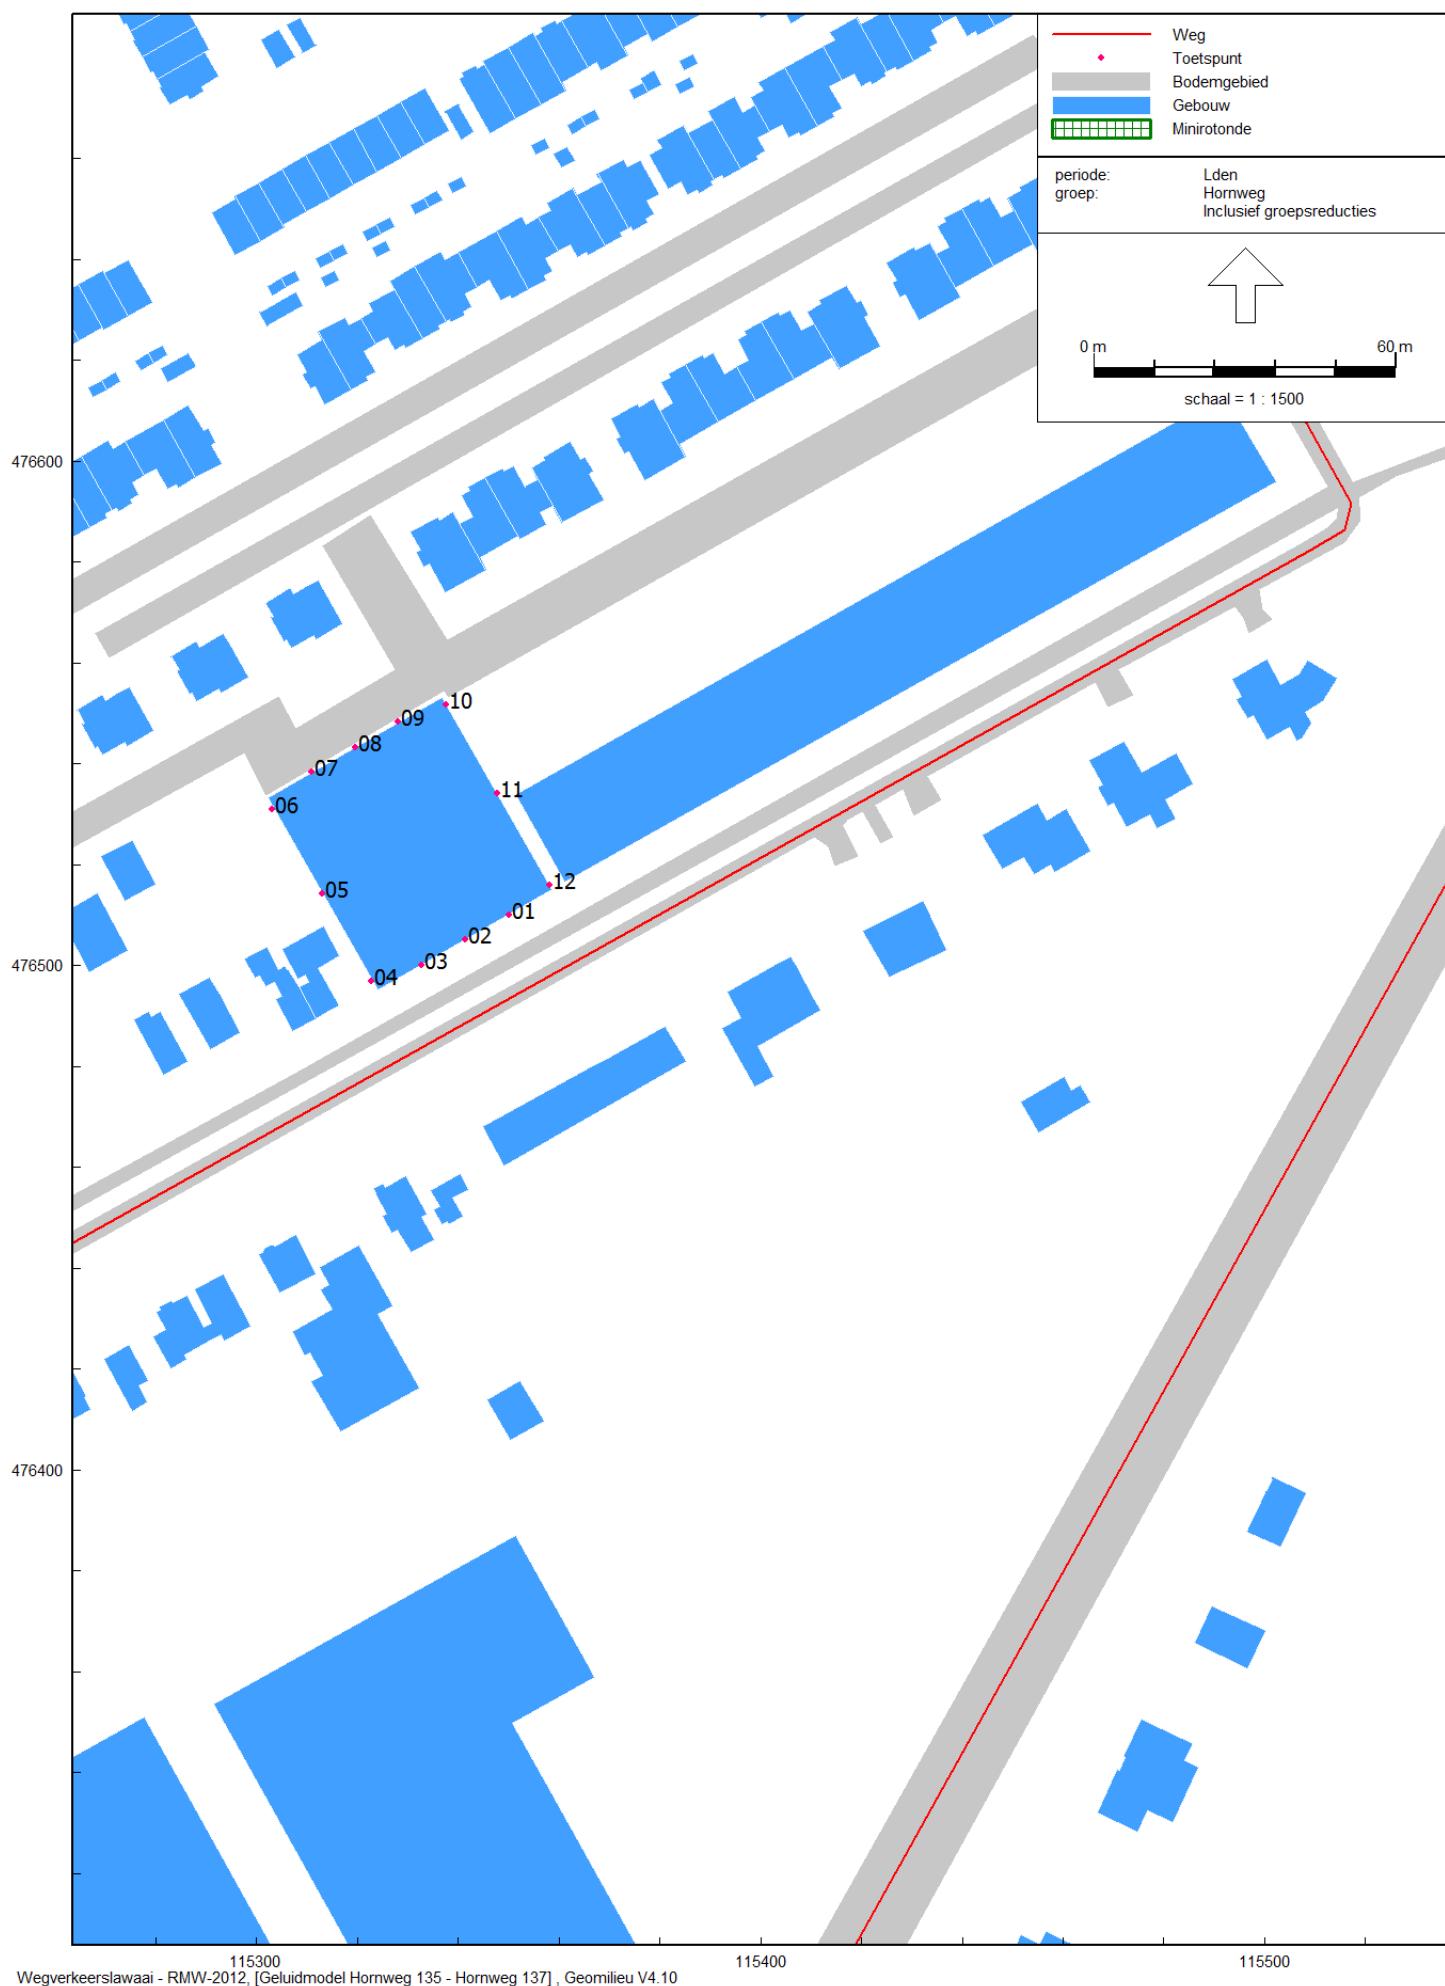 Weg
Toetspunt
Bodemgebied
Gebouw
Minirotonde
periode: Lden
groep: Hornweg
Inclusief groepsreducties
0 m 60 m
schaal = 1 : 1500
476600
10
09
08
07
11
06
05
12
01
02
03
04
476500
476400
115300 115400 115500
Wegverkeerslawaai - RMW-2012, [Geluidmodel Hornweg 135 - Hornweg 137] , Geomilieu V4.10